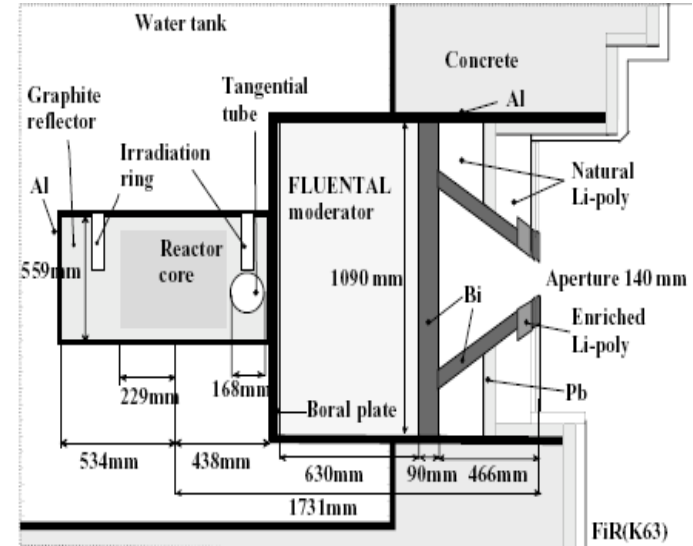 Water tank
Concrete
Graphite
reflector
Tangential
tube
Al
Irradiation
ring
Al
FLUENTAL
moderator
Natural
Li-poly
Reactor
core
559mm
1090 mm
Aperture 140 mm
Bi
Enriched
Li-poly
229mm
168mm
Boral plate
Pb
534mm
438mm
630mm
90mm
466mm
1731mm
FiR(K63)